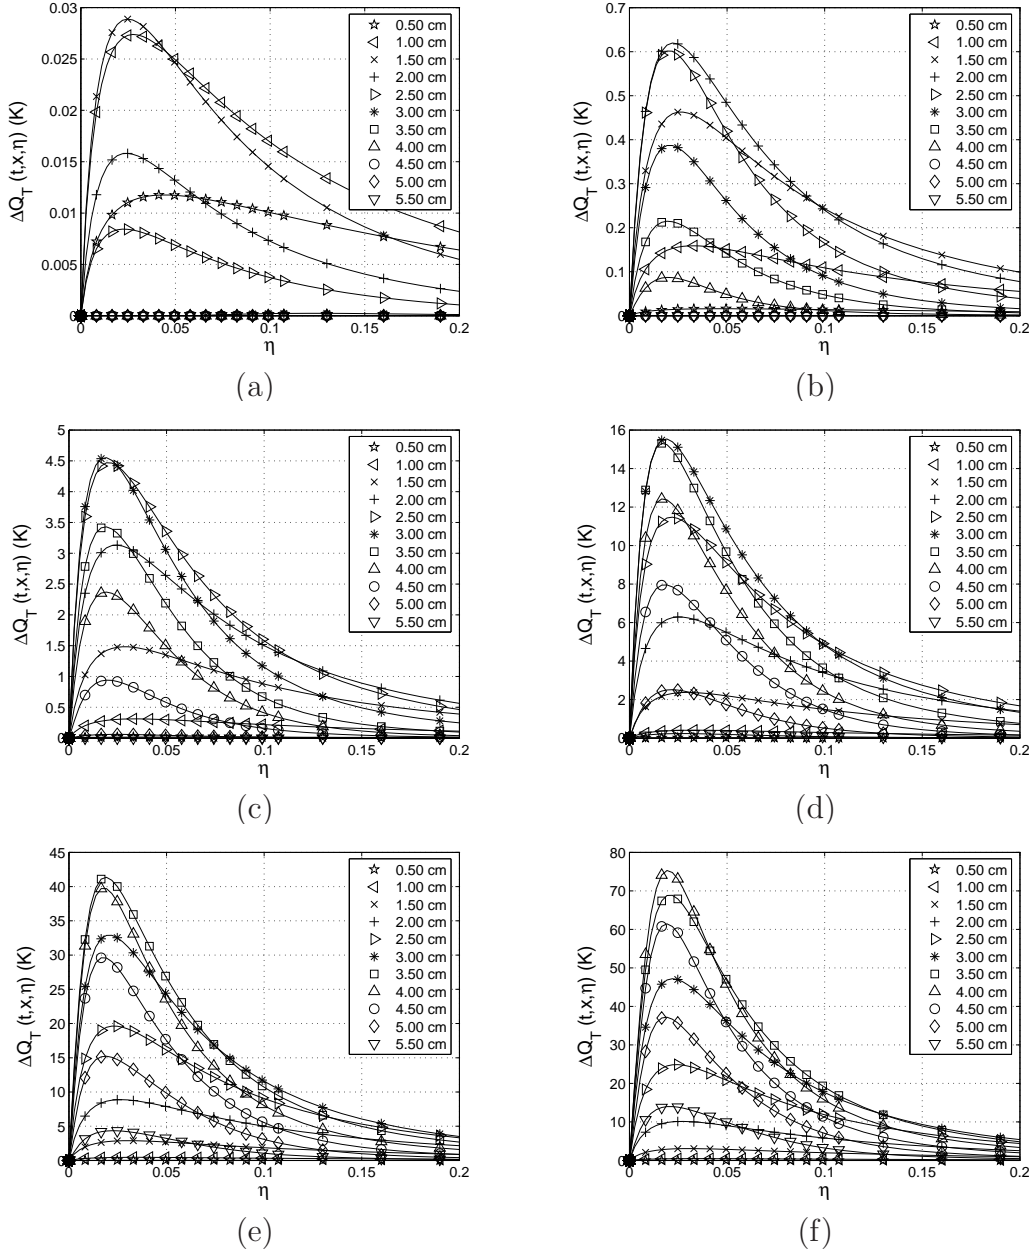 0.03
0.025
0.02
0.015
0.01
0.005
0
ΔQ_T (t,x,η) (K)
0.50 cm
1.00 cm
1.50 cm
2.00 cm
2.50 cm
3.00 cm
3.50 cm
4.00 cm
4.50 cm
5.00 cm
5.50 cm
0 0.05 0.1 0.15 0.2
η
(a)
0.7
0.6
0.5
0.4
0.3
0.2
0.1
0
ΔQ_T (t,x,η) (K)
0.50 cm
1.00 cm
1.50 cm
2.00 cm
2.50 cm
3.00 cm
3.50 cm
4.00 cm
4.50 cm
5.00 cm
5.50 cm
0 0.05 0.1 0.15 0.2
η
(b)
5
4.5
4
3.5
3
2.5
2
1.5
1
0.5
0
ΔQ_T (t,x,η) (K)
0.50 cm
1.00 cm
1.50 cm
2.00 cm
2.50 cm
3.00 cm
3.50 cm
4.00 cm
4.50 cm
5.00 cm
5.50 cm
0 0.05 0.1 0.15 0.2
η
(c)
16
14
12
10
8
6
4
2
0
ΔQ_T (t,x,η) (K)
0.50 cm
1.00 cm
1.50 cm
2.00 cm
2.50 cm
3.00 cm
3.50 cm
4.00 cm
4.50 cm
5.00 cm
5.50 cm
0 0.05 0.1 0.15 0.2
η
(d)
45
40
35
30
25
20
15
10
5
0
ΔQ_T (t,x,η) (K)
0.50 cm
1.00 cm
1.50 cm
2.00 cm
2.50 cm
3.00 cm
3.50 cm
4.00 cm
4.50 cm
5.00 cm
5.50 cm
0 0.05 0.1 0.15 0.2
η
(e)
80
70
60
50
40
30
20
10
0
ΔQ_T (t,x,η) (K)
0.50 cm
1.00 cm
1.50 cm
2.00 cm
2.50 cm
3.00 cm
3.50 cm
4.00 cm
4.50 cm
5.00 cm
5.50 cm
0 0.05 0.1 0.15 0.2
η
(f)